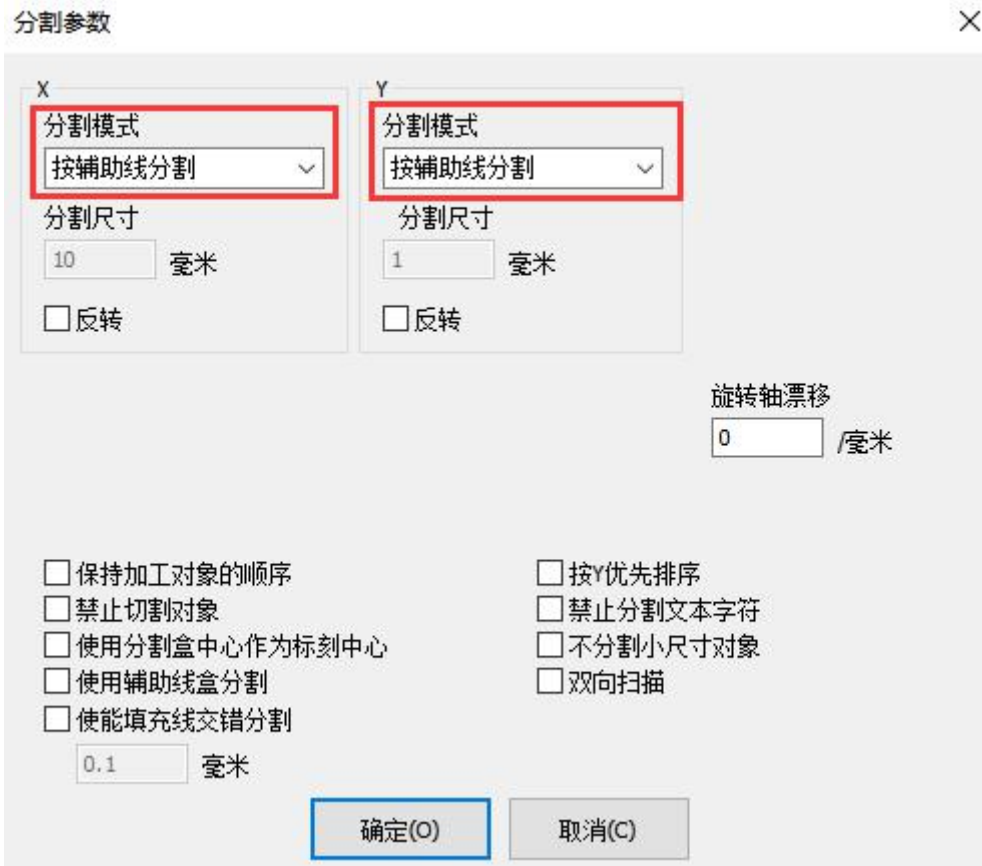 分割参数
X
分割模式
按辅助线分割
分割尺寸
10 毫米
反转
Y
分割模式
按辅助线分割
分割尺寸
1 毫米
反转
旋转轴漂移
0 /毫米
保持加工对象的顺序
禁止切割对象
使用分割盒中心作为标刻中心
使用辅助线盒分割
使能填充线交错分割
0.1 毫米
按Y优先排序
禁止分割文本字符
不分割小尺寸对象
双向扫描
确定(O)
取消(C)